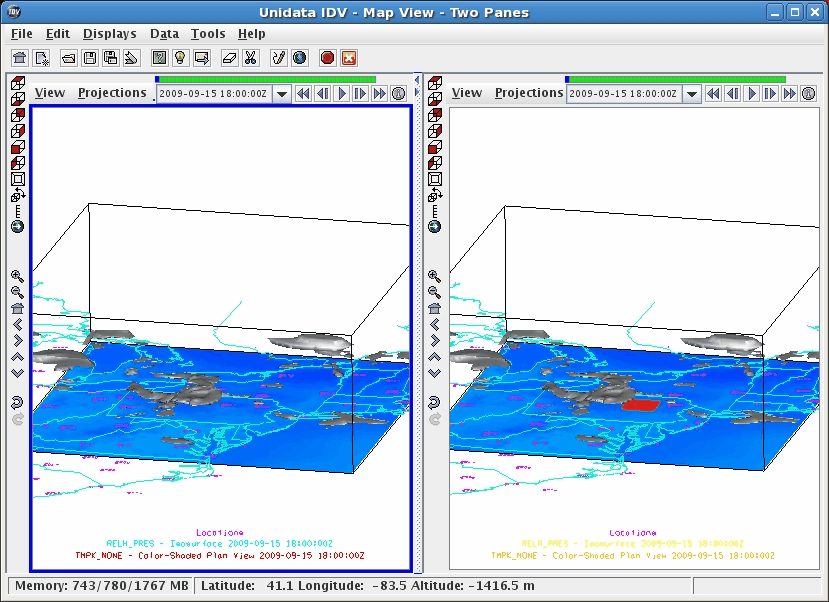 IDV
Unidata IDV - Map View - Two Panes
File Edit Displays Data Tools Help
View Projections 2009-09-15 18:00:00Z
View Projections 2009-09-15 18:00:00Z
Locations
RELH_PRES - Isosurface 2009-09-15 18:00:00Z
TMPK_NONE - Color-Shaded Plan View 2009-09-15 18:00:00Z
Locations
RELH_PRES - Isosurface 2009-09-15 18:00:00Z
TMPK_NONE - Color-Shaded Plan View 2009-09-15 18:00:00Z
Memory: 743/780/1767 MB Latitude: 41.1 Longitude: -83.5 Altitude: -1416.5 m